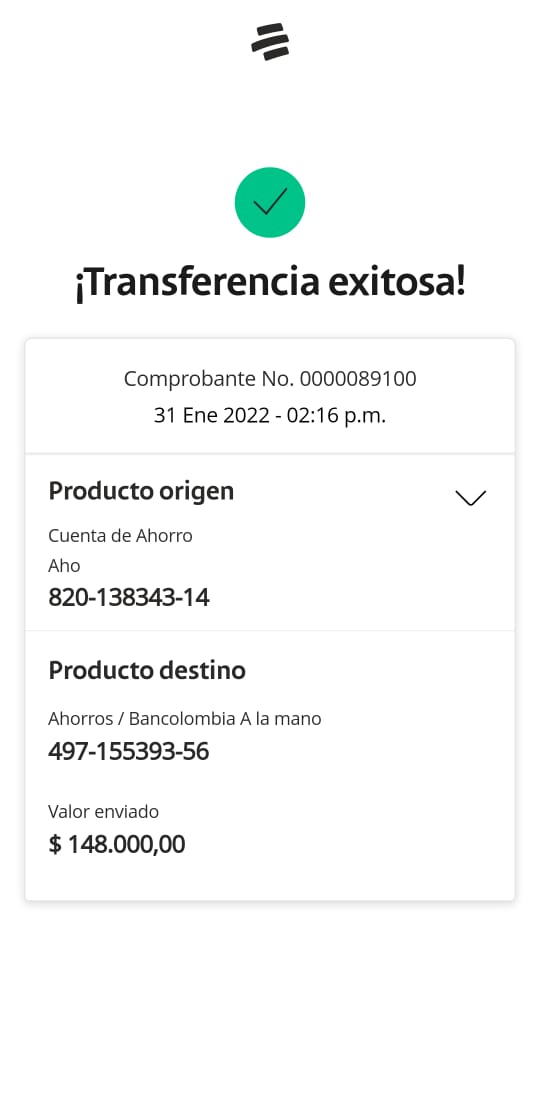 ¡Transferencia exitosa!
Comprobante No. 0000089100
31 Ene 2022 - 02:16 p.m.
Producto origen
Cuenta de Ahorro
Aho
820-138343-14
Producto destino
Ahorros / Bancolombia A la mano
497-155393-56
Valor enviado
$ 148.000,00